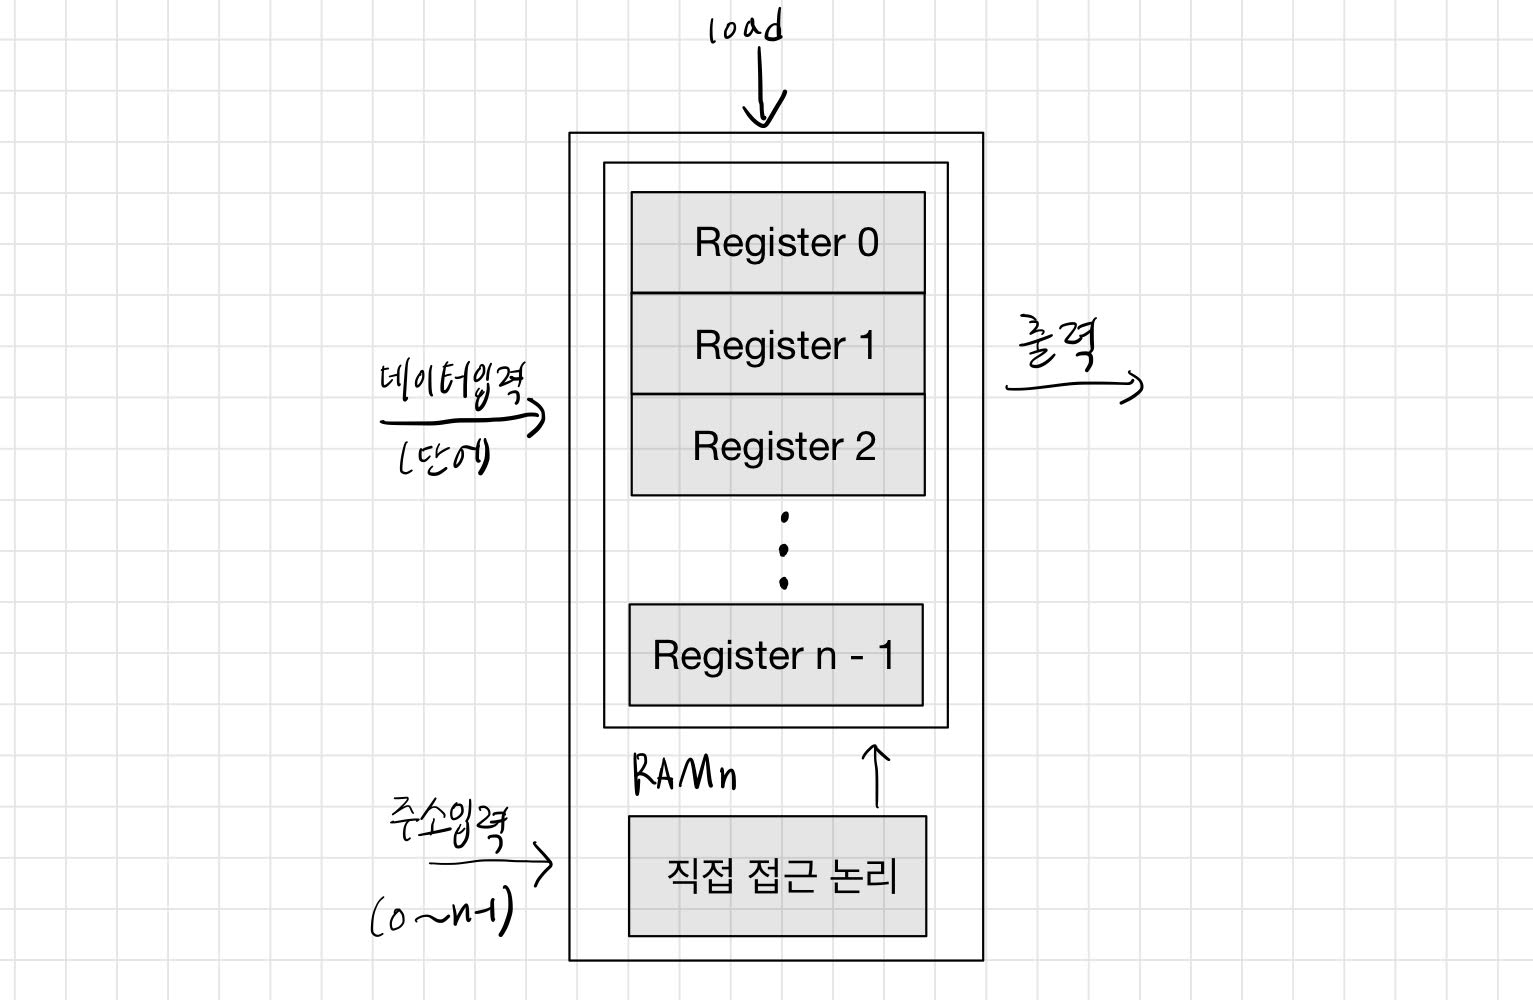 load
Register 0
Register 1
Register 2
Register n - 1
데이터입력
(단어)
출력
RAMn
주소입력
(0~n-1)
직접 접근 논리